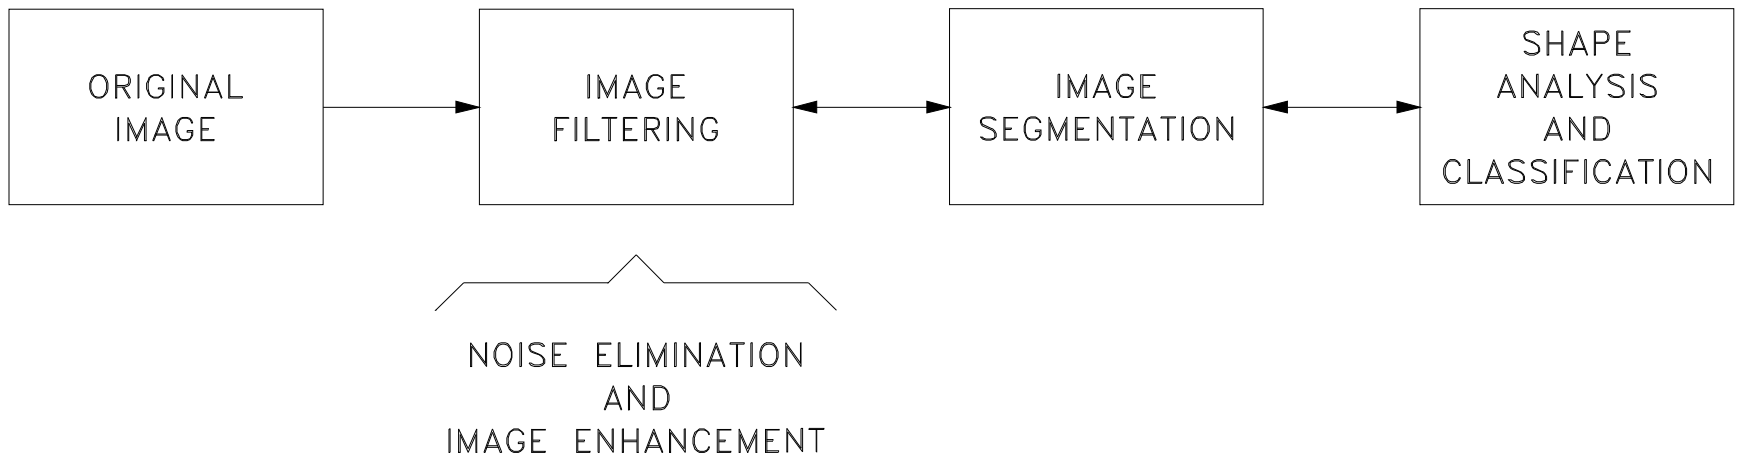 ORIGINAL
IMAGE
IMAGE
FILTERING
IMAGE
SEGMENTATION
SHAPE
ANALYSIS
AND
CLASSIFICATION
NOISE ELIMINATION
AND
IMAGE ENHANCEMENT